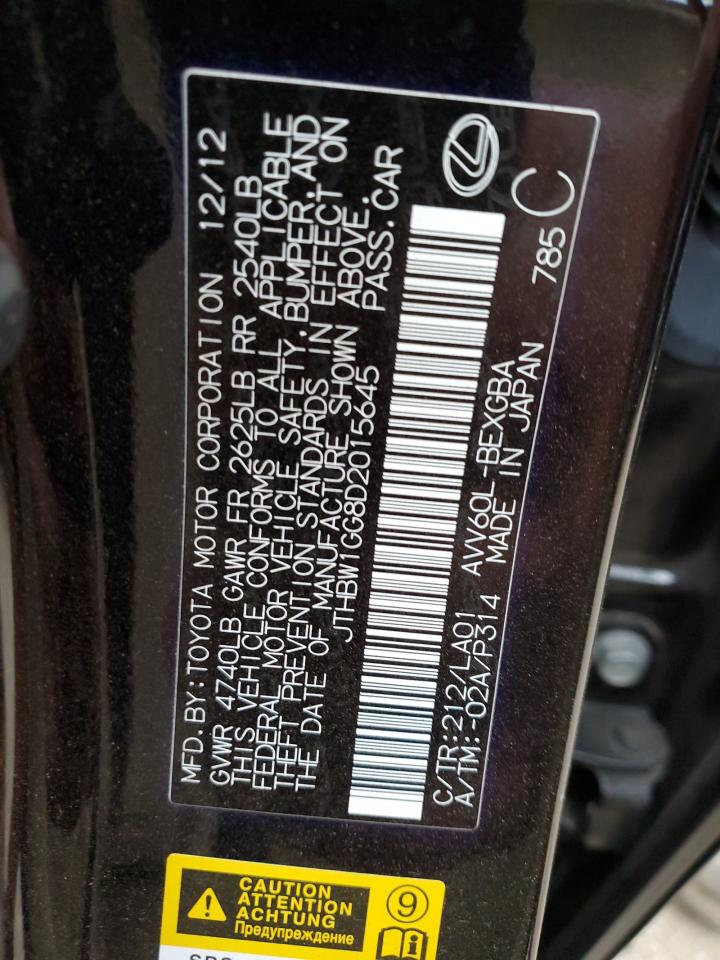 MFD. BY: TOYOTA MOTOR CORPORATION 12/12
GVWR 4740LB GAWR FR 2625LB RR 2540LB
THIS VEHICLE CONFORMS TO ALL APPLICABLE
FEDERAL MOTOR VEHICLE SAFETY, BUMPER, AND
THEFT PREVENTION STANDARDS IN EFFECT ON
THE DATE OF MANUFACTURE SHOWN ABOVE.
JTHBW1GG8D2015645 PASS. CAR
C/TR:212/LA01 AVV60L-BEXGBA
A/TM:-02A/P314 MADE IN JAPAN 785 C
CAUTION
ATTENTION
ACHTUNG
Предупреждение
9